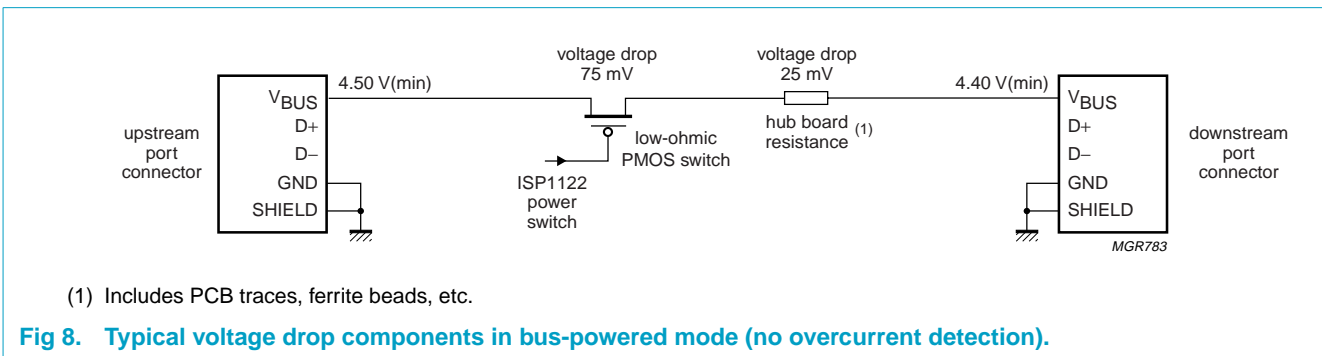 voltage drop
75 mV
voltage drop
25 mV
4.50 V(min)
4.40 V(min)
VBUS
D+
D−
GND
SHIELD
upstream
port
connector
low-ohmic
PMOS switch
hub board
resistance (1)
ISP1122
power
switch
VBUS
D+
D−
GND
SHIELD
downstream
port
connector
MGR783
(1) Includes PCB traces, ferrite beads, etc.
Fig 8. Typical voltage drop components in bus-powered mode (no overcurrent detection).